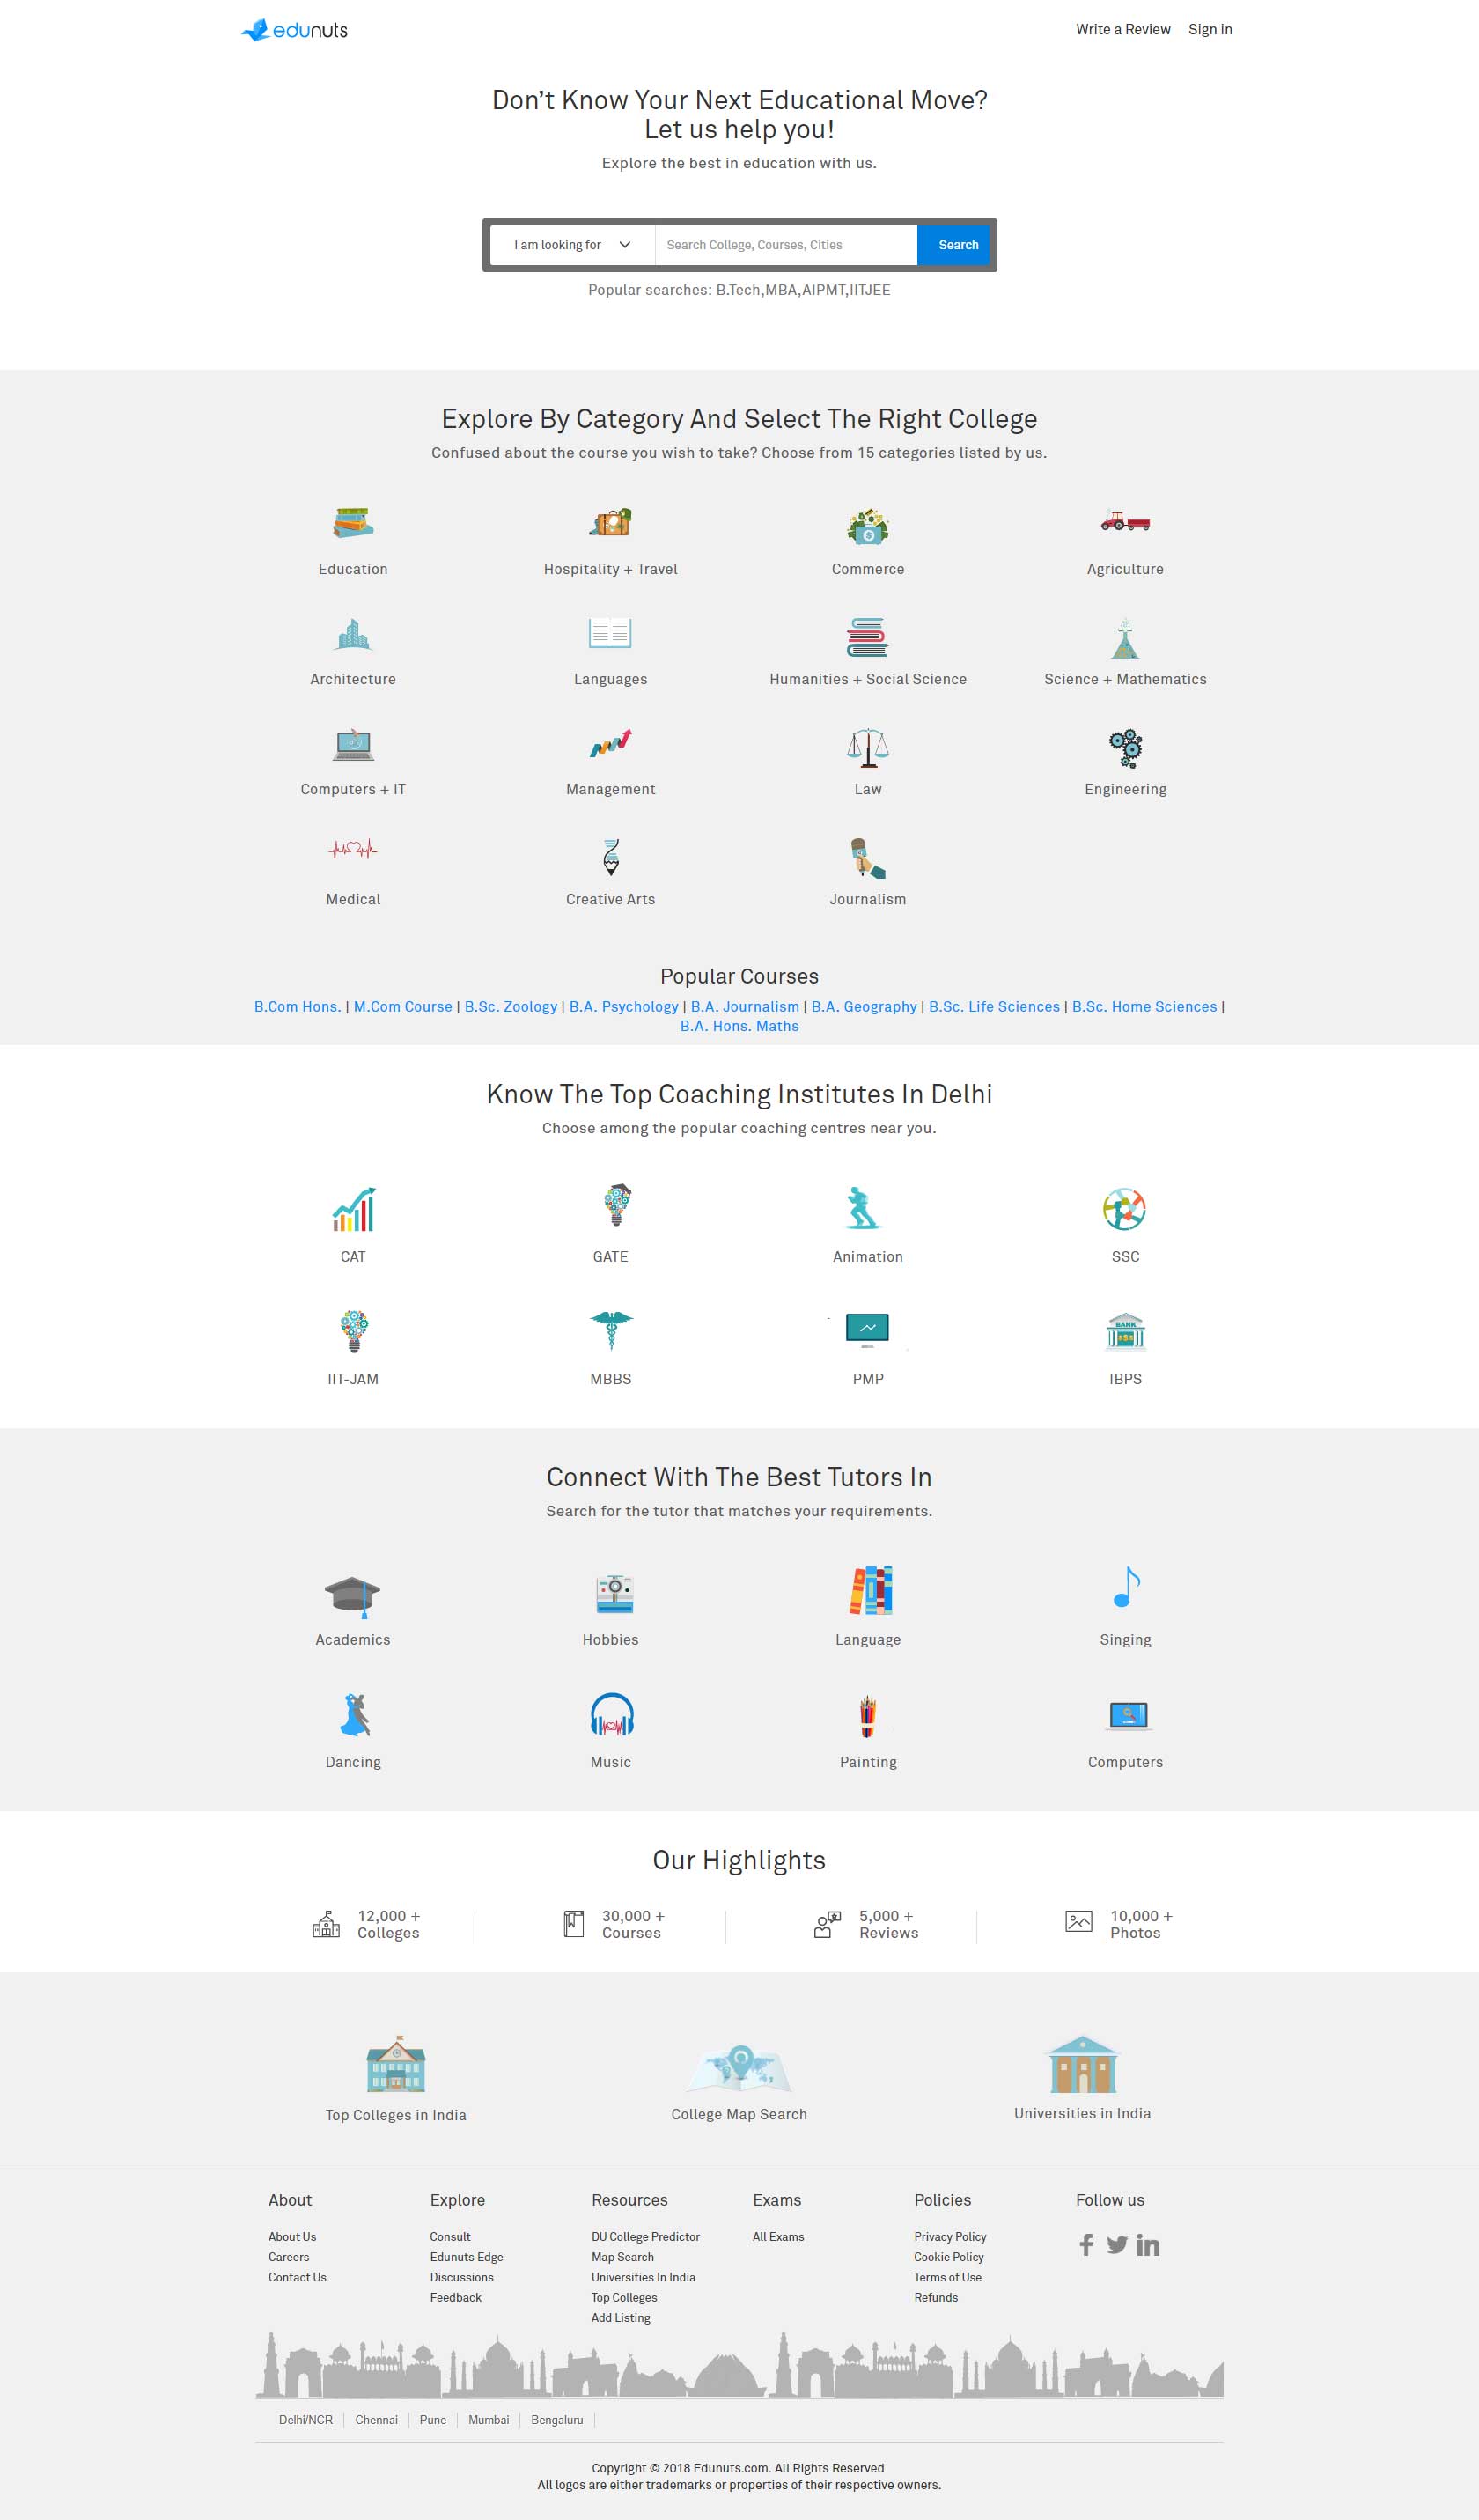 edunuts
Write a Review Sign in
Don't Know Your Next Educational Move?
Let us help you!
Explore the best in education with us.
I am looking for Search College, Courses, Cities Search
Popular searches: B.Tech,MBA,AIPMT,IITJEE
Explore By Category And Select The Right College
Confused about the course you wish to take? Choose from 15 categories listed by us.
Education Hospitality + Travel Commerce Agriculture
Architecture Languages Humanities + Social Science Science + Mathematics
Computers + IT Management Law Engineering
Medical Creative Arts Journalism
Popular Courses
B.Com Hons. | M.Com Course | B.Sc. Zoology | B.A. Psychology | B.A. Journalism | B.A. Geography | B.Sc. Life Sciences | B.Sc. Home Sciences |
B.A. Hons. Maths
Know The Top Coaching Institutes In Delhi
Choose among the popular coaching centres near you.
CAT GATE Animation SSC
BANK
IIT-JAM MBBS PMP IBPS
Connect With The Best Tutors In
Search for the tutor that matches your requirements.
Academics Hobbies Language Singing
Dancing Music Painting Computers
Our Highlights
12,000 + 30,000 + 5,000 + 10,000 +
Colleges Courses Reviews Photos
Top Colleges in India College Map Search Universities in India
About Explore Resources Exams Policies Follow us
About Us Consult DU College Predictor All Exams Privacy Policy
Careers Edunuts Edge Map Search Cookie Policy
Contact Us Discussions Universities In India Terms of Use
Feedback Top Colleges Refunds
Add Listing
Delhi/NCR Chennai Pune Mumbai Bengaluru
Copyright © 2018 Edunuts.com. All Rights Reserved
All logos are either trademarks or properties of their respective owners.